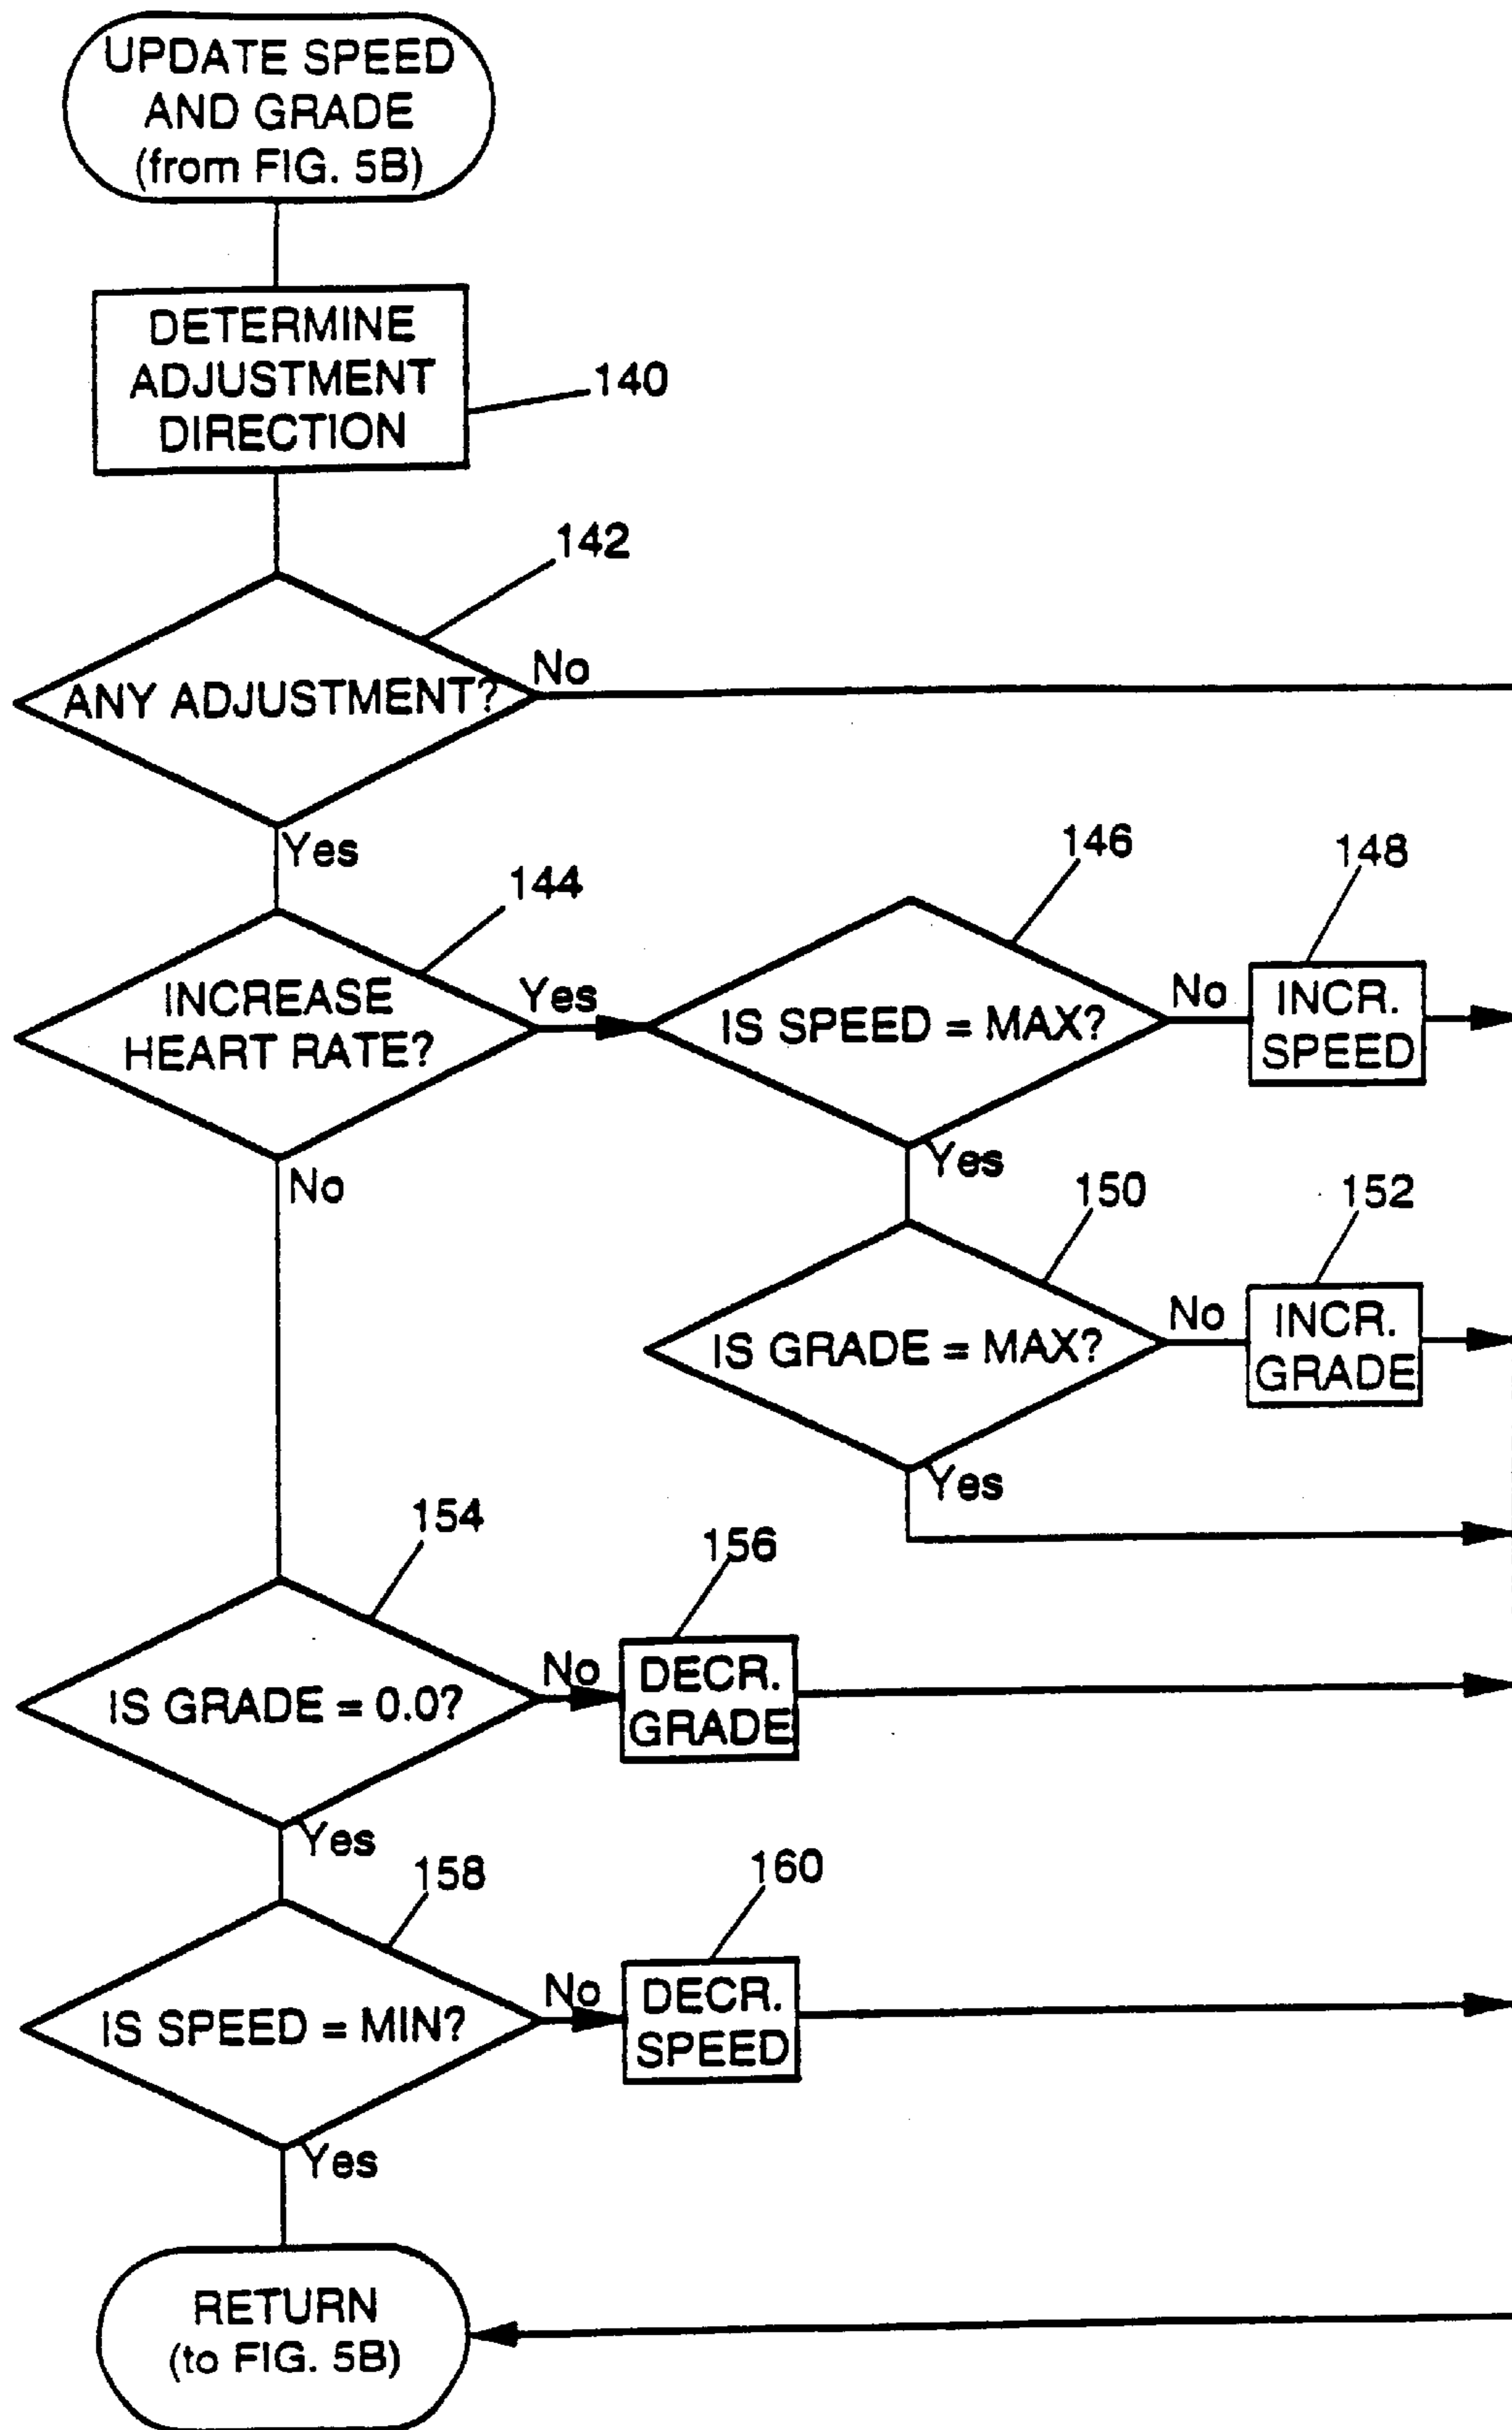 UPDATE SPEED
AND GRADE
(from FIG. 5B)
DETERMINE
ADJUSTMENT
DIRECTION
140
142
ANY ADJUSTMENT?
No
Yes
144
INCREASE
HEART RATE?
Yes
146
IS SPEED = MAX?
No
148
INCR.
SPEED
Yes
No
150
IS GRADE = MAX?
No
152
INCR.
GRADE
Yes
154
IS GRADE = 0.0?
No
156
DECR.
GRADE
Yes
158
IS SPEED = MIN?
No
160
DECR.
SPEED
Yes
RETURN
(to FIG. 5B)